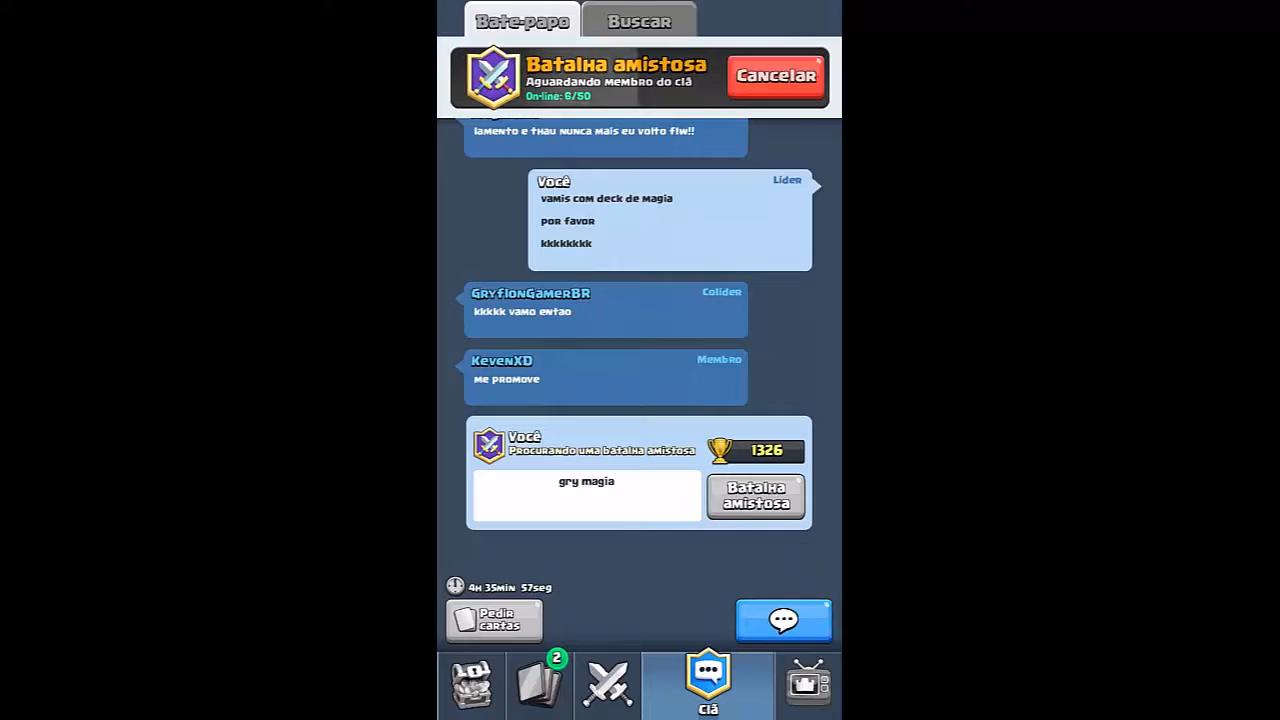 Bate-papo
Buscar
Batalha amistosa
Aguardando membro do clã
On-line: 6/50
Cancelar
lamento e thau nunca mais eu volto flw!!
Você
Líder
vamis com deck de magia
por favor
kkkkkkkk
GryfionGamerBR
Colíder
kkkkk vamo entao
KevenXD
Membro
me promove
Você
Procurando uma batalha amistosa
1326
gry magia
Batalha
amistosa
4h 35min 57seg
Pedir
cartas
2
Clã